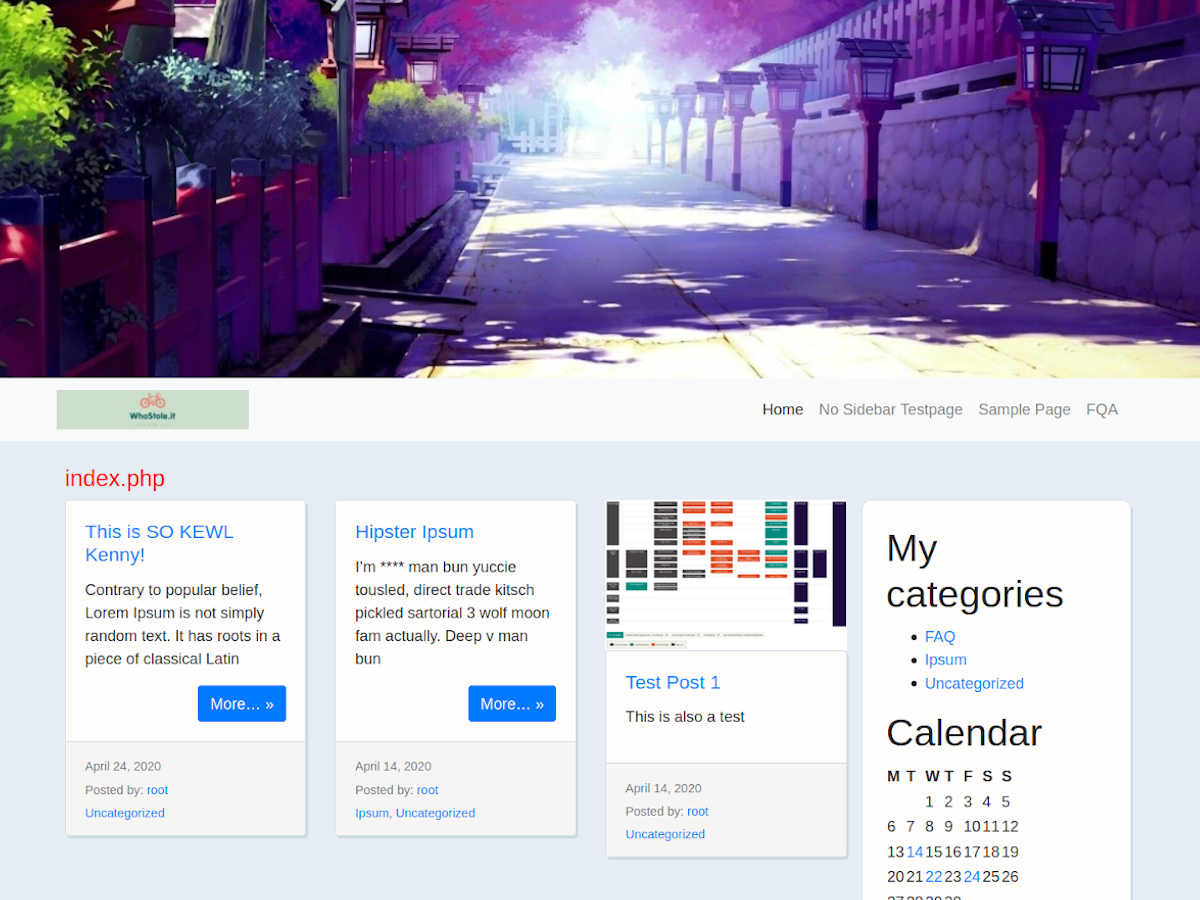 WhoStole.it
Home No Sidebar Testpage Sample Page FQA
index.php
This is SO KEWL
Kenny!
Contrary to popular belief,
Lorem Ipsum is not simply
random text. It has roots in a
piece of classical Latin
More… »
April 24, 2020
Posted by: root
Uncategorized
Hipster Ipsum
I'm **** man bun yuccie
tousled, direct trade kitsch
pickled sartorial 3 wolf moon
fam actually. Deep v man
bun
More… »
April 14, 2020
Posted by: root
Ipsum, Uncategorized
Test Post 1
This is also a test
April 14, 2020
Posted by: root
Uncategorized
My
categories
FAQ
Ipsum
Uncategorized
Calendar
M T W T F S S
1 2 3 4 5
6 7 8 9 10 11 12
13 14 15 16 17 18 19
20 21 22 23 24 25 26
27 28 29 30